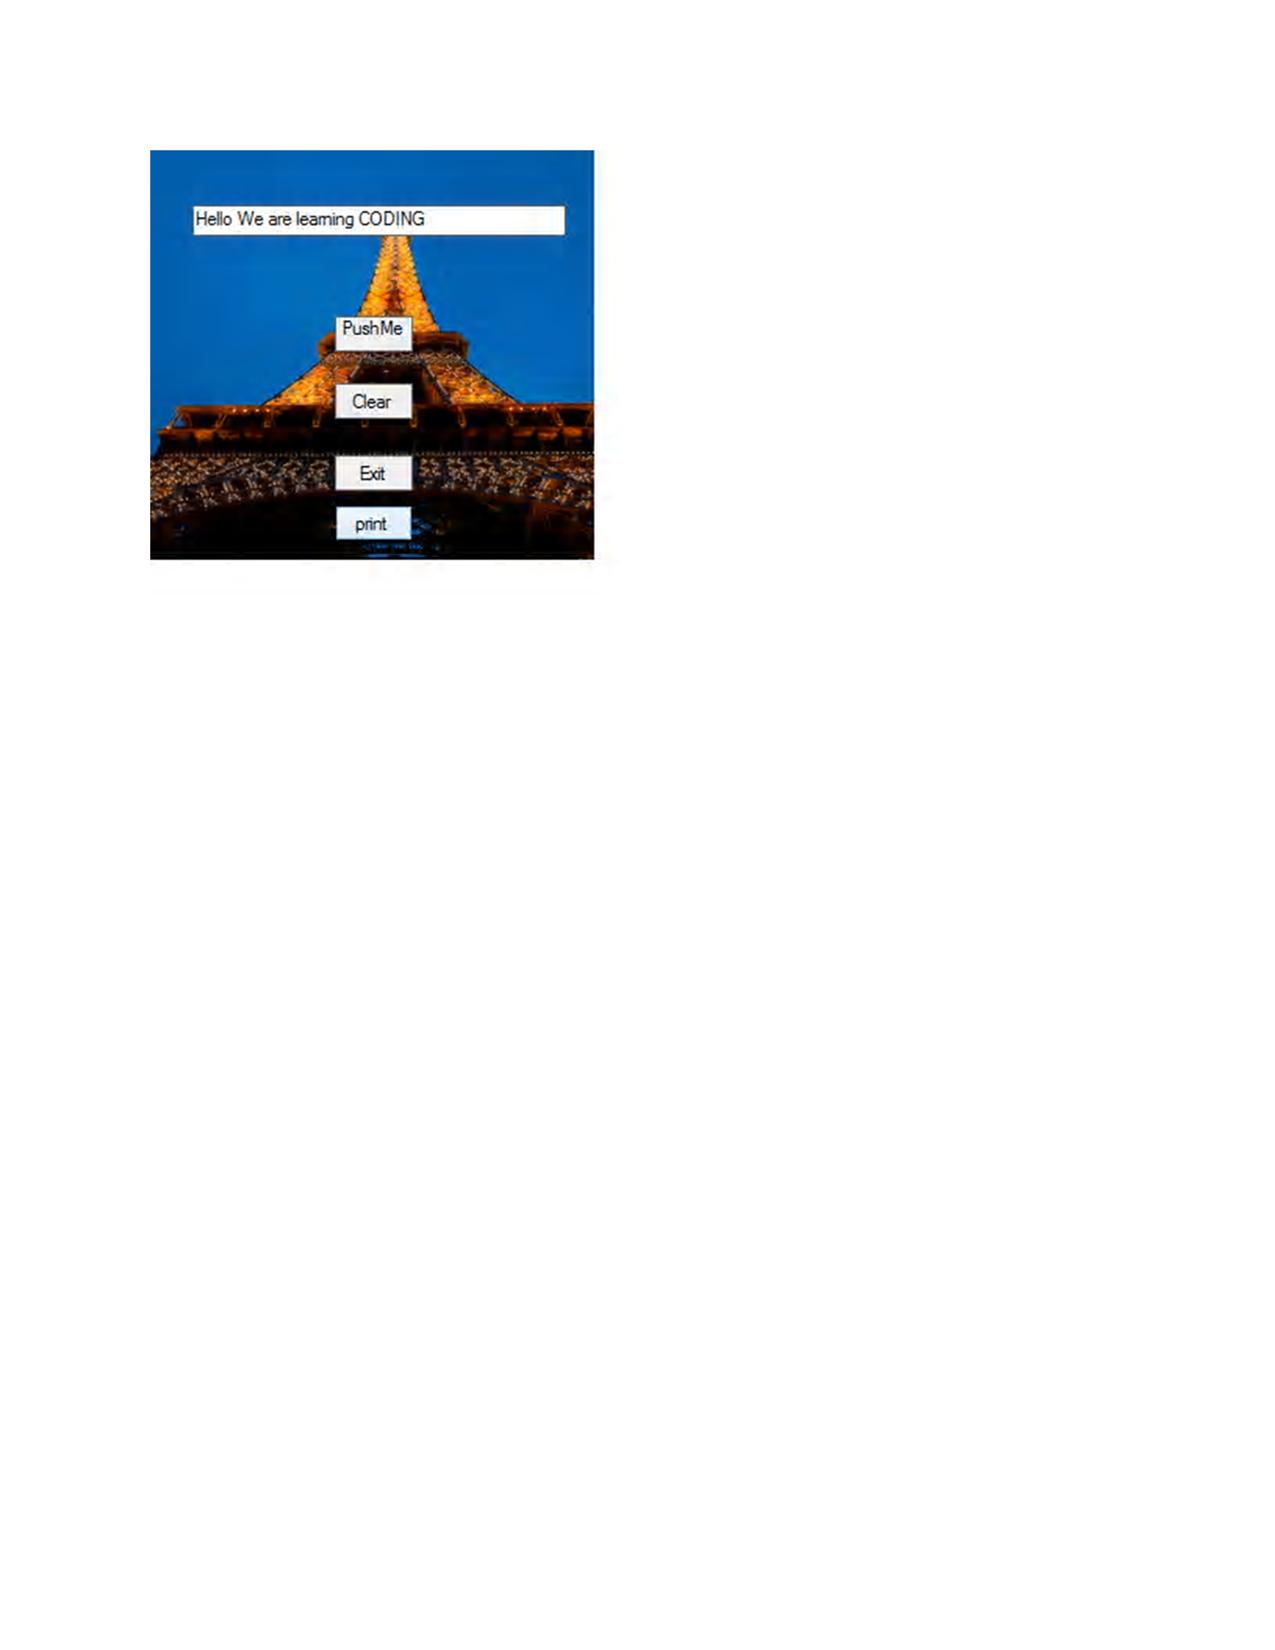 Hello We are learning CODING
PushMe
Clear
Exit
print